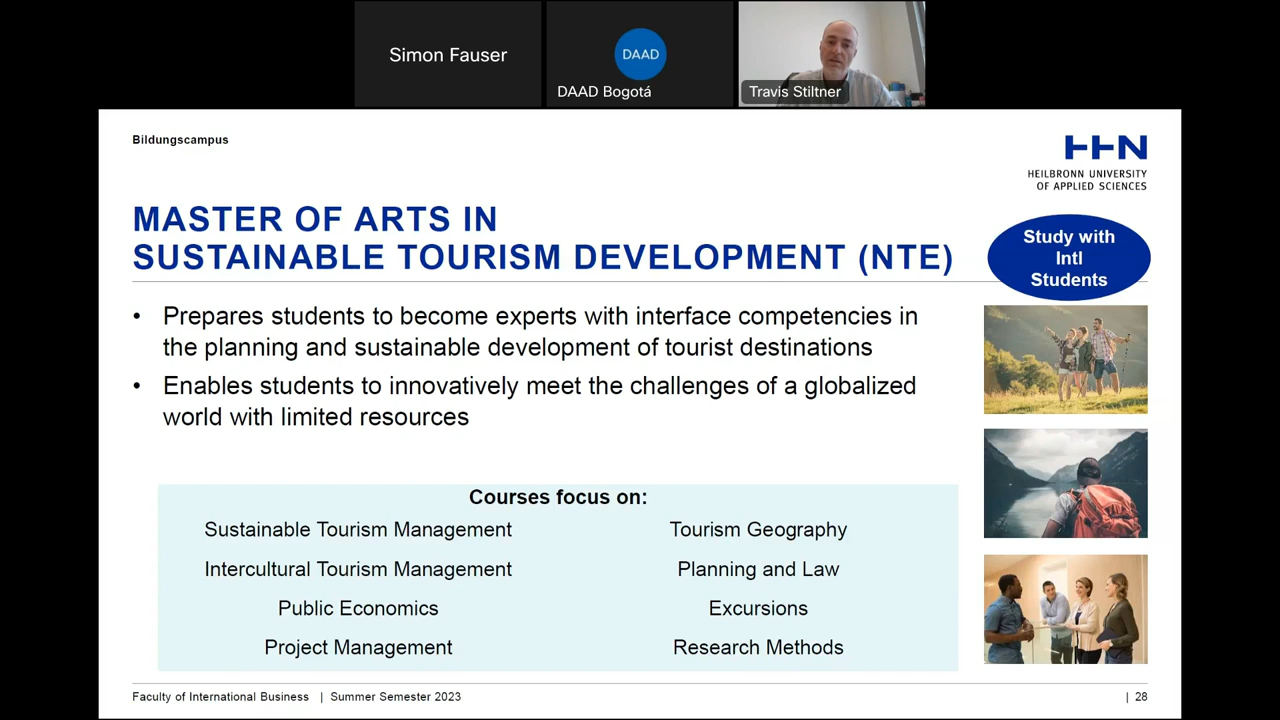 Simon Fauser
DAAD
DAAD Bogotá
Travis Stiltner
Bildungscampus
HHN
HEILBRONN UNIVERSITY
OF APPLIED SCIENCES
MASTER OF ARTS IN
SUSTAINABLE TOURISM DEVELOPMENT (NTE)
Study with
Intl
Students
• Prepares students to become experts with interface competencies in
the planning and sustainable development of tourist destinations
• Enables students to innovatively meet the challenges of a globalized
world with limited resources
Courses focus on:
Sustainable Tourism Management
Tourism Geography
Intercultural Tourism Management
Planning and Law
Public Economics
Excursions
Project Management
Research Methods
Faculty of International Business | Summer Semester 2023
| 28